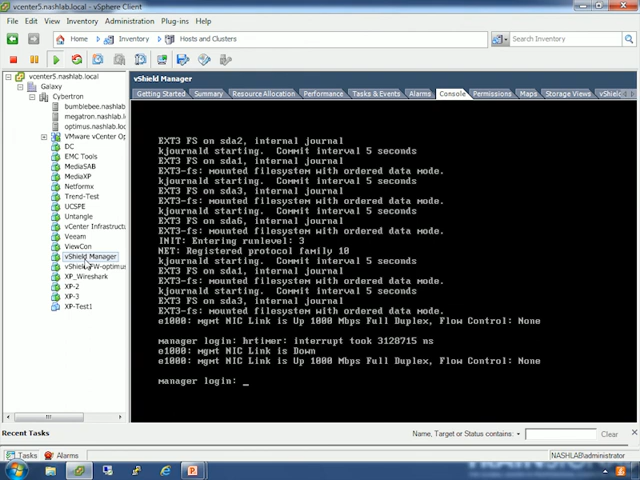 vcenter5.nashlab.local - vSphere Client
File Edit View Inventory Administration Plug-ins Help
Home Inventory Hosts and Clusters Search Inventory
vcenter5.nashlab.local
Galaxy
Cybertron
bumblebee.nashlab
megatron.nashlab
optimus.nashlab.lo
VMware vCenter Op
DC
EMC Tools
MediaSAB
MediaXP
Netformx
Trend-Test
UCSPE
Untangle
vCenter Infrastructu
Veeam
ViewCon
vShield Manager
vShield-FW-optimus
XP_Wireshark
XP-2
XP-3
XP-Test1
vShield Manager
Getting Started Summary Resource Allocation Performance Tasks & Events Alarms Console Permissions Maps Storage Views vShield
EXT3 FS on sda2, internal journal
kjournald starting. Commit interval 5 seconds
EXT3 FS on sda1, internal journal
EXT3-fs: mounted filesystem with ordered data mode.
kjournald starting. Commit interval 5 seconds
EXT3 FS on sda3, internal journal
EXT3-fs: mounted filesystem with ordered data mode.
kjournald starting. Commit interval 5 seconds
EXT3 FS on sda6, internal journal
EXT3-fs: mounted filesystem with ordered data mode.
INIT: Entering runlevel: 3
NET: Registered protocol family 10
kjournald starting. Commit interval 5 seconds
EXT3 FS on sda1, internal journal
EXT3-fs: mounted filesystem with ordered data mode.
kjournald starting. Commit interval 5 seconds
EXT3 FS on sda3, internal journal
EXT3-fs: mounted filesystem with ordered data mode.
e1000: mgmt NIC Link is Up 1000 Mbps Full Duplex, Flow Control: None
manager login: hrtimer: interrupt took 3128715 ns
e1000: mgmt NIC Link is Down
e1000: mgmt NIC Link is Up 1000 Mbps Full Duplex, Flow Control: None
manager login: _
Recent Tasks Name, Target or Status contains: Clear
Tasks Alarms NASHLAB\administrator